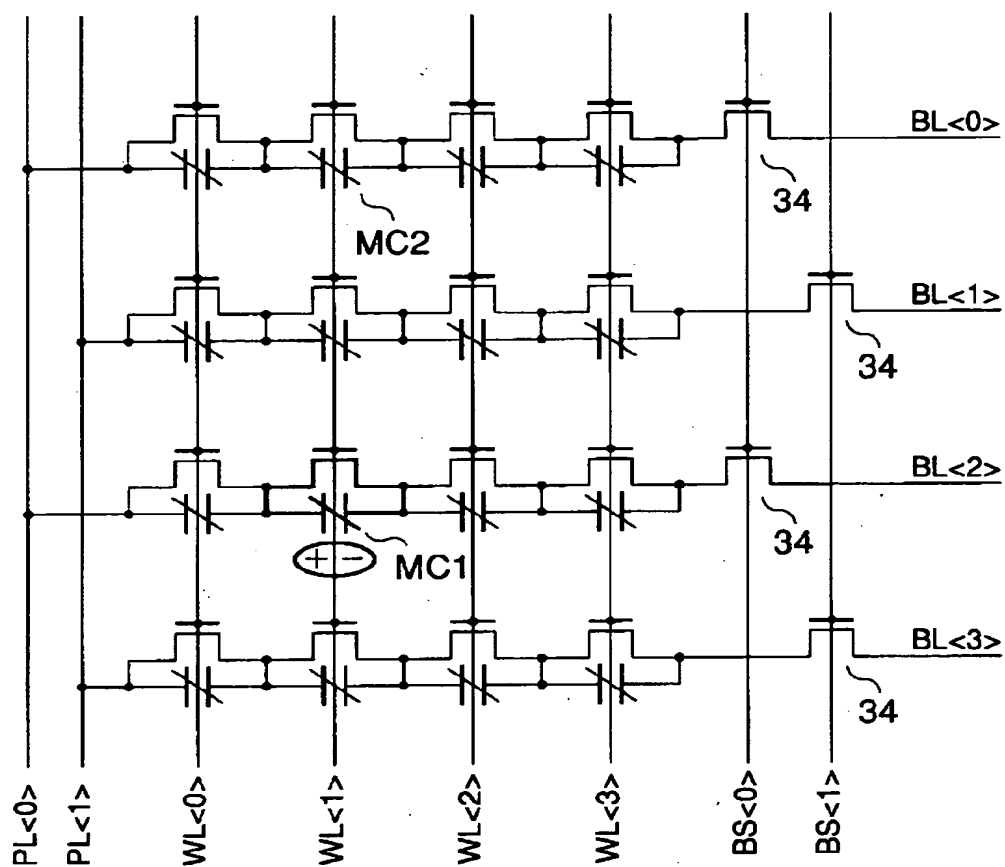 BL<0>
34
MC2
BL<1>
34
BL<2>
34
MC1
+ -
BL<3>
34
PL<0>
PL<1>
WL<0>
WL<1>
WL<2>
WL<3>
BS<0>
BS<1>